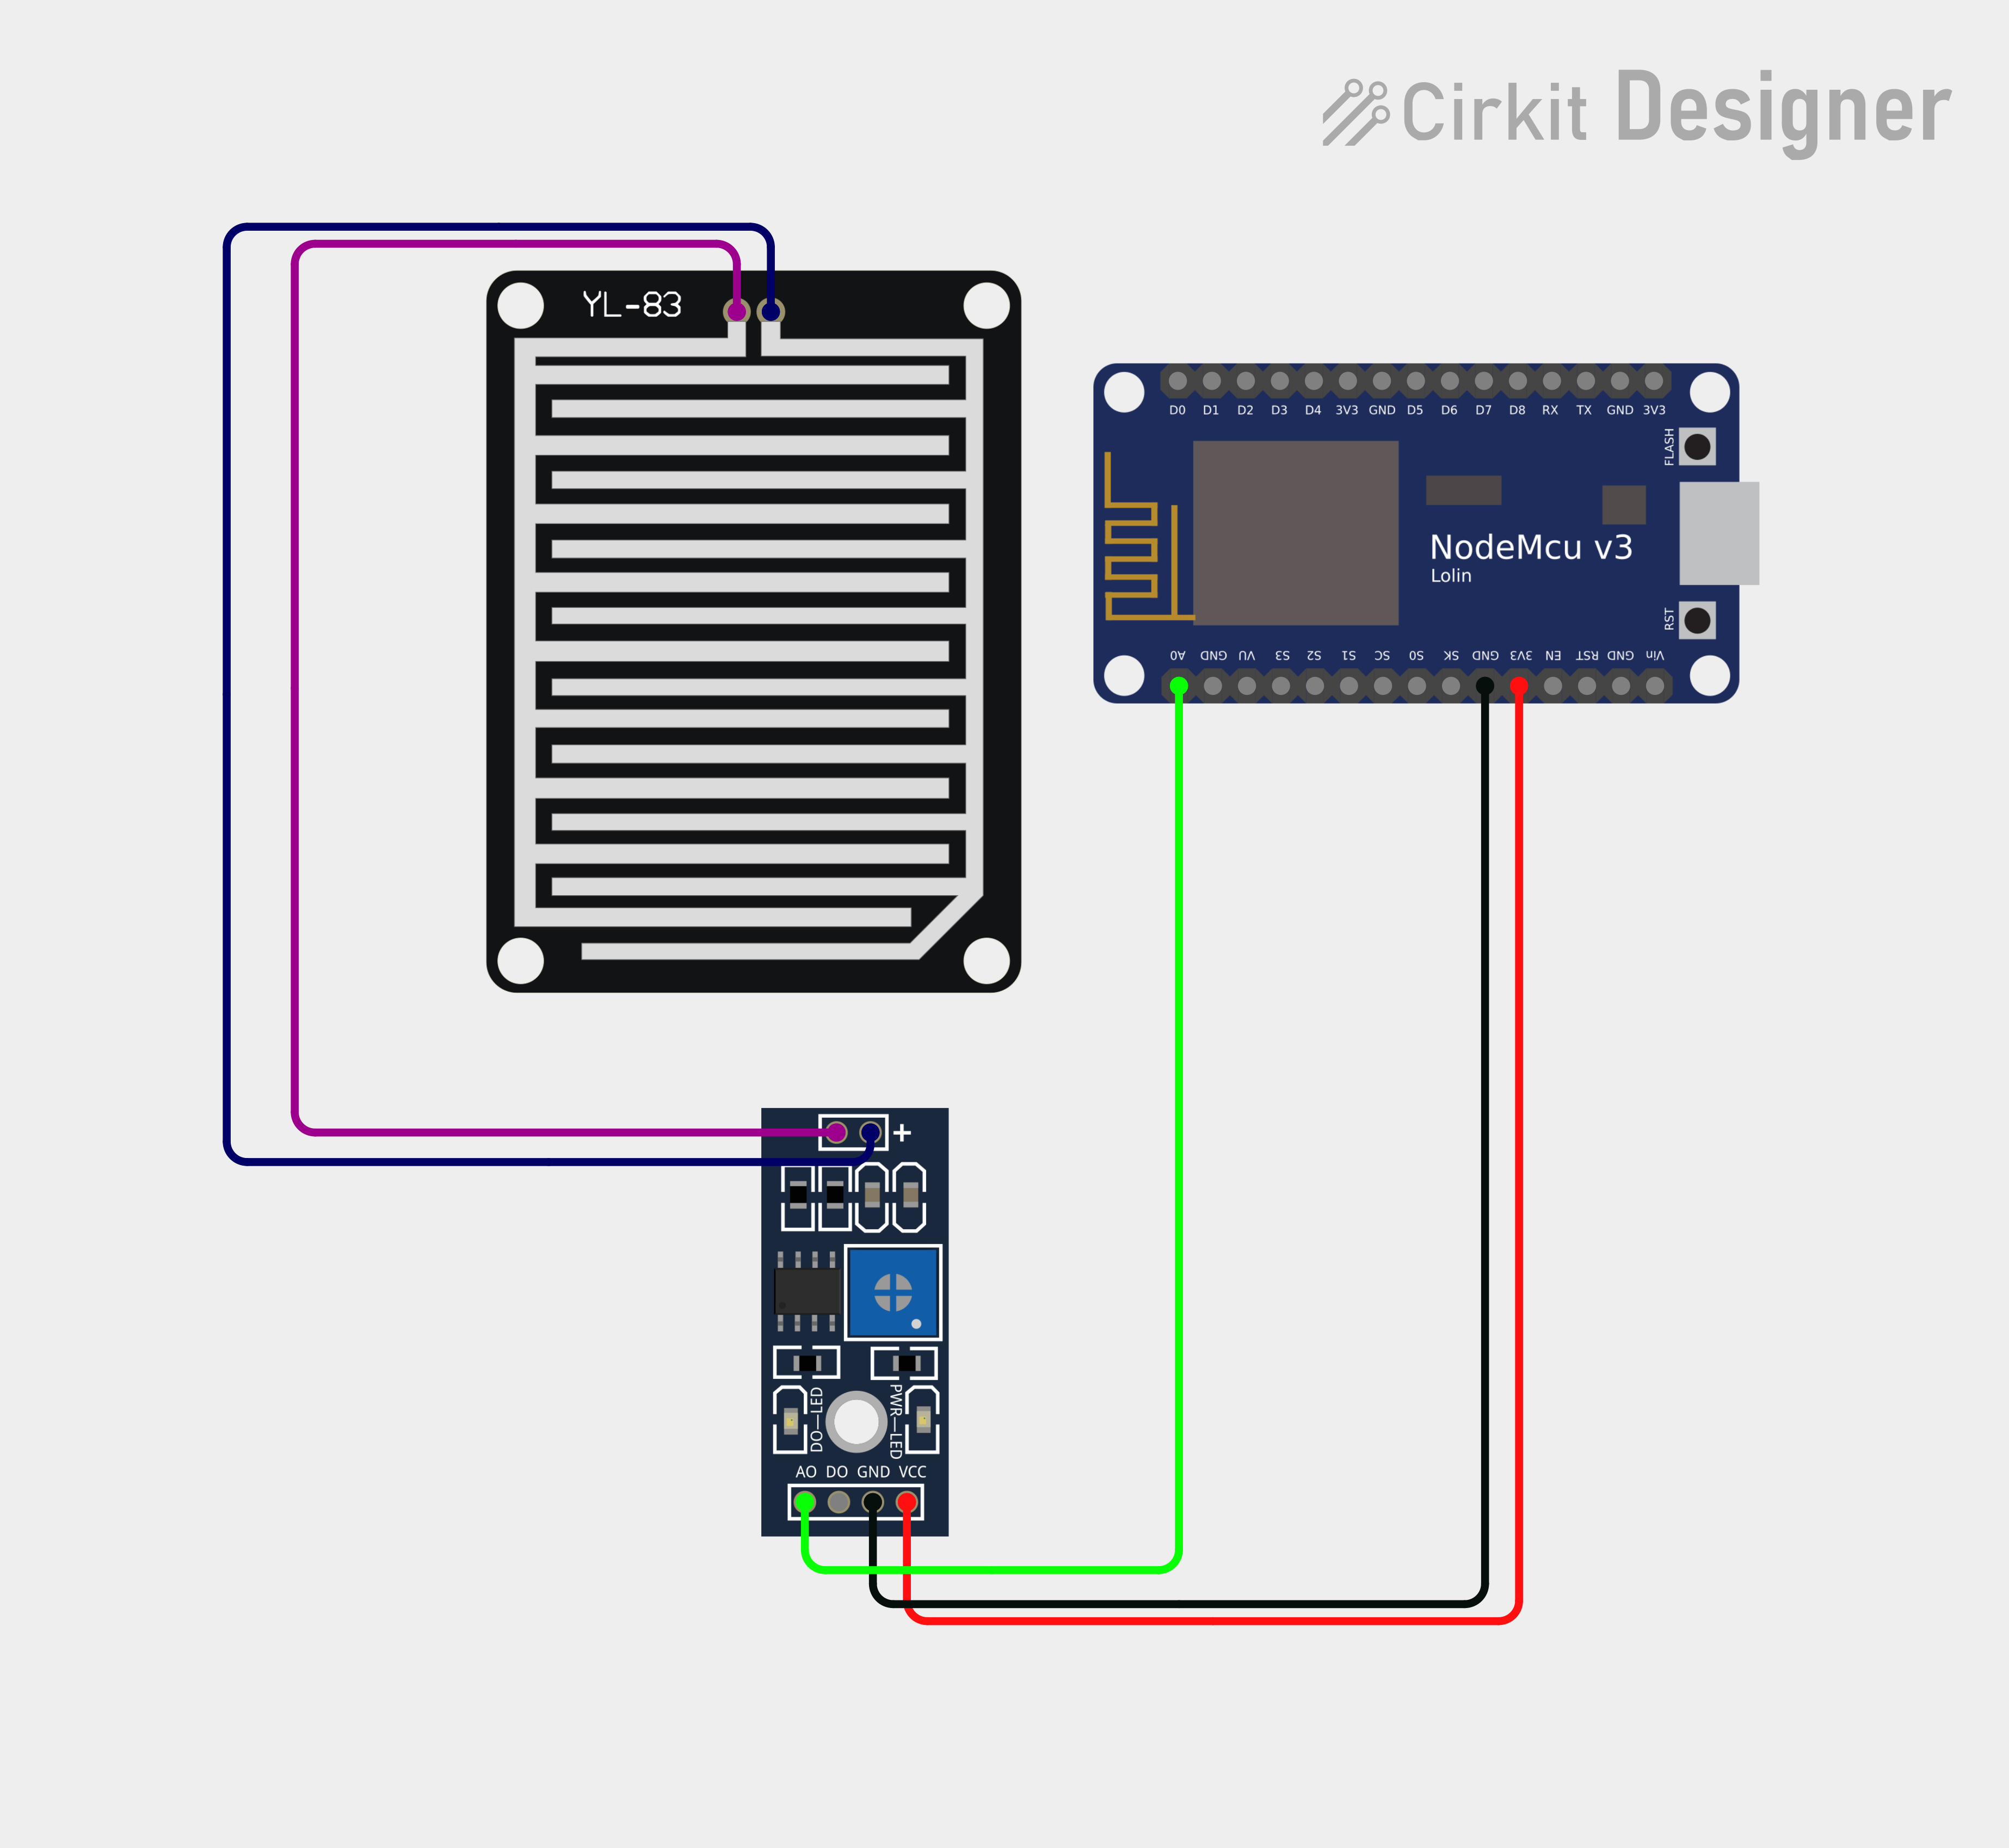 Cirkit Designer
YL-83
D0 D1 D2 D3 D4 3V3 GND D5 D6 D7 D8 RX TX GND 3V3
FLASH
NodeMcu v3
Lolin
RST
A0 GND VU S3 S2 S1 SC S0 SK GND 3V3 EN RST GND Vin
+
DO-LED
PWR-LED
AO DO GND VCC